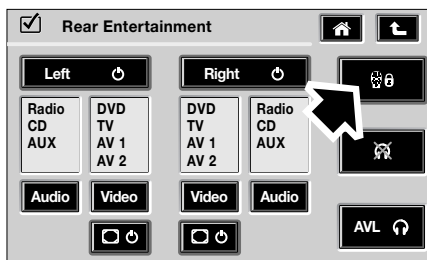 Rear Entertainment
Left Right
Radio DVD DVD Radio
CD TV TV CD
AUX AV 1 AV 1 AUX
AV 2 AV 2
Audio Video Video Audio
AVL